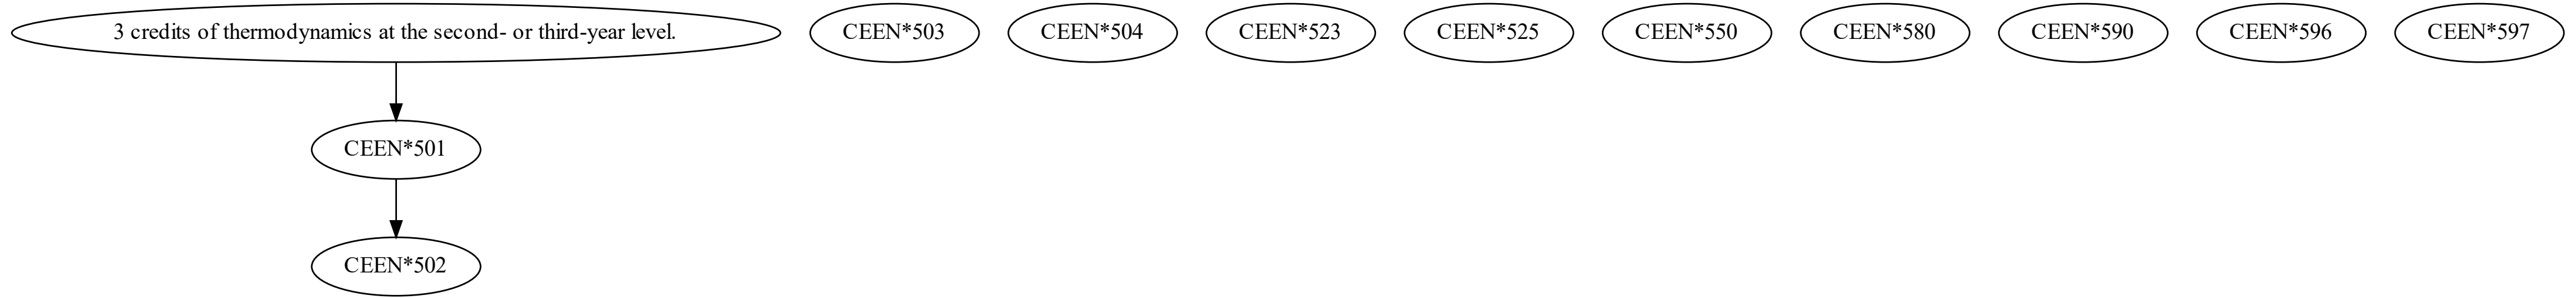 3 credits of thermodynamics at the second- or third-year level.
CEEN*503
CEEN*504
CEEN*523
CEEN*525
CEEN*550
CEEN*580
CEEN*590
CEEN*596
CEEN*597
CEEN*501
CEEN*502